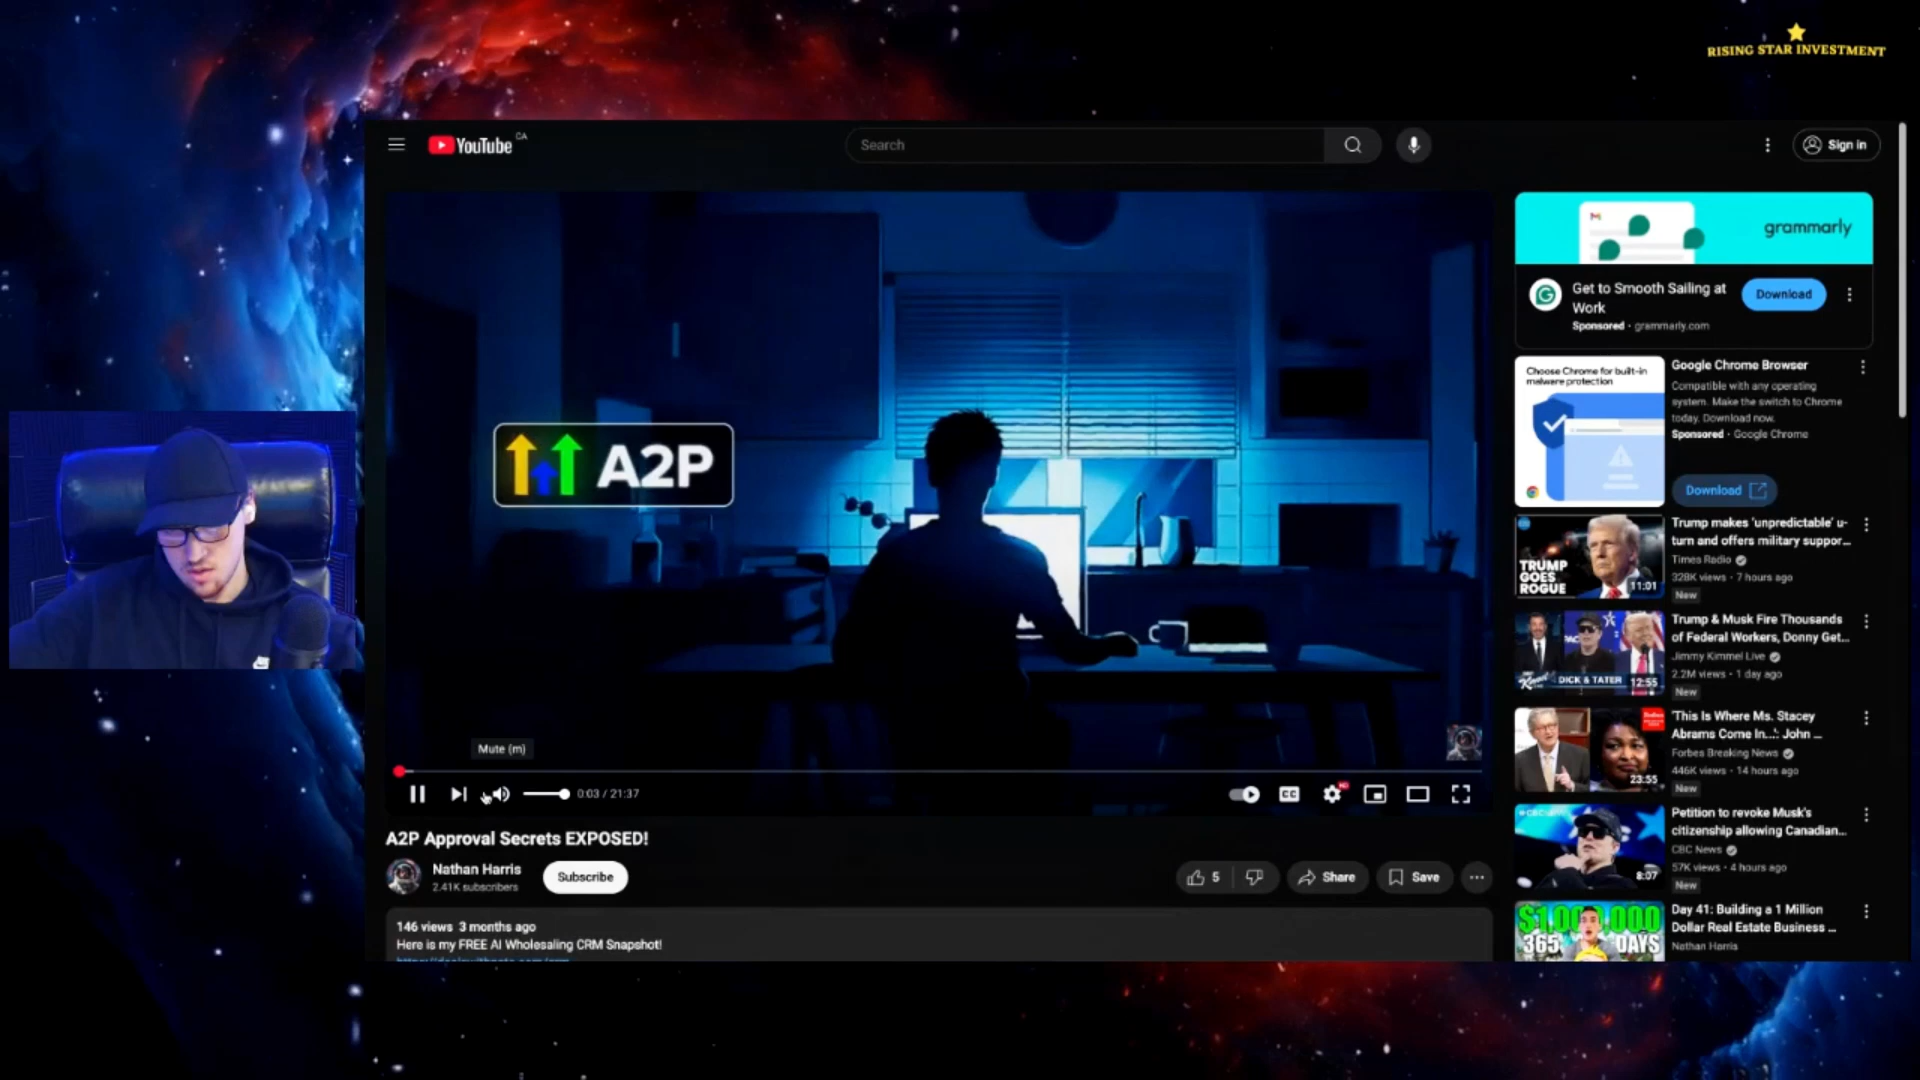 RISING STAR INVESTMENT
YouTube CA
Search
Sign in
A2P
Mute (m)
0:03 / 21:37
CC
A2P Approval Secrets EXPOSED!
Nathan Harris
2.41K subscribers
Subscribe
5
Share
Save
146 views 3 months ago
Here is my FREE AI Wholesaling CRM Snapshot!
grammarly
Get to Smooth Sailing at
Work
Sponsored · grammarly.com
Download
Choose Chrome for built-in
malware protection
Google Chrome Browser
Compatible with any operating
system. Make the switch to Chrome
today. Download now.
Sponsored · Google Chrome
Download
TRUMP
GOES
ROGUE
11:01
Trump makes 'unpredictable' u-
turn and offers military suppor...
Times Radio
328K views · 7 hours ago
New
DICK & TATER
12:55
Trump & Musk Fire Thousands
of Federal Workers, Donny Get...
Jimmy Kimmel Live
2.2M views · 1 day ago
New
23:55
'This Is Where Ms. Stacey
Abrams Come In...': John ...
Forbes Breaking News
446K views · 14 hours ago
New
8:07
Petition to revoke Musk's
citizenship allowing Canadian...
CBC News
57K views · 4 hours ago
New
365
DAYS
Day 41: Building a 1 Million
Dollar Real Estate Business ...
Nathan Harris